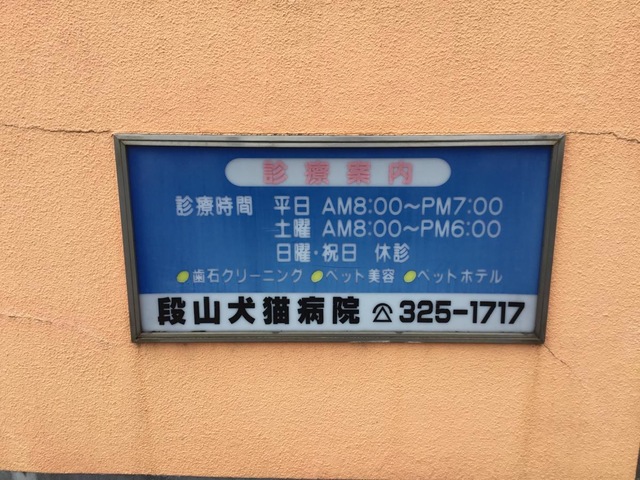 診療案内
診療時間 平日 AM8:00〜PM7:00
土曜 AM8:00〜PM6:00
日曜・祝日 休診
歯石クリーニング ペット美容 ペットホテル
段山犬猫病院 ☎325-1717